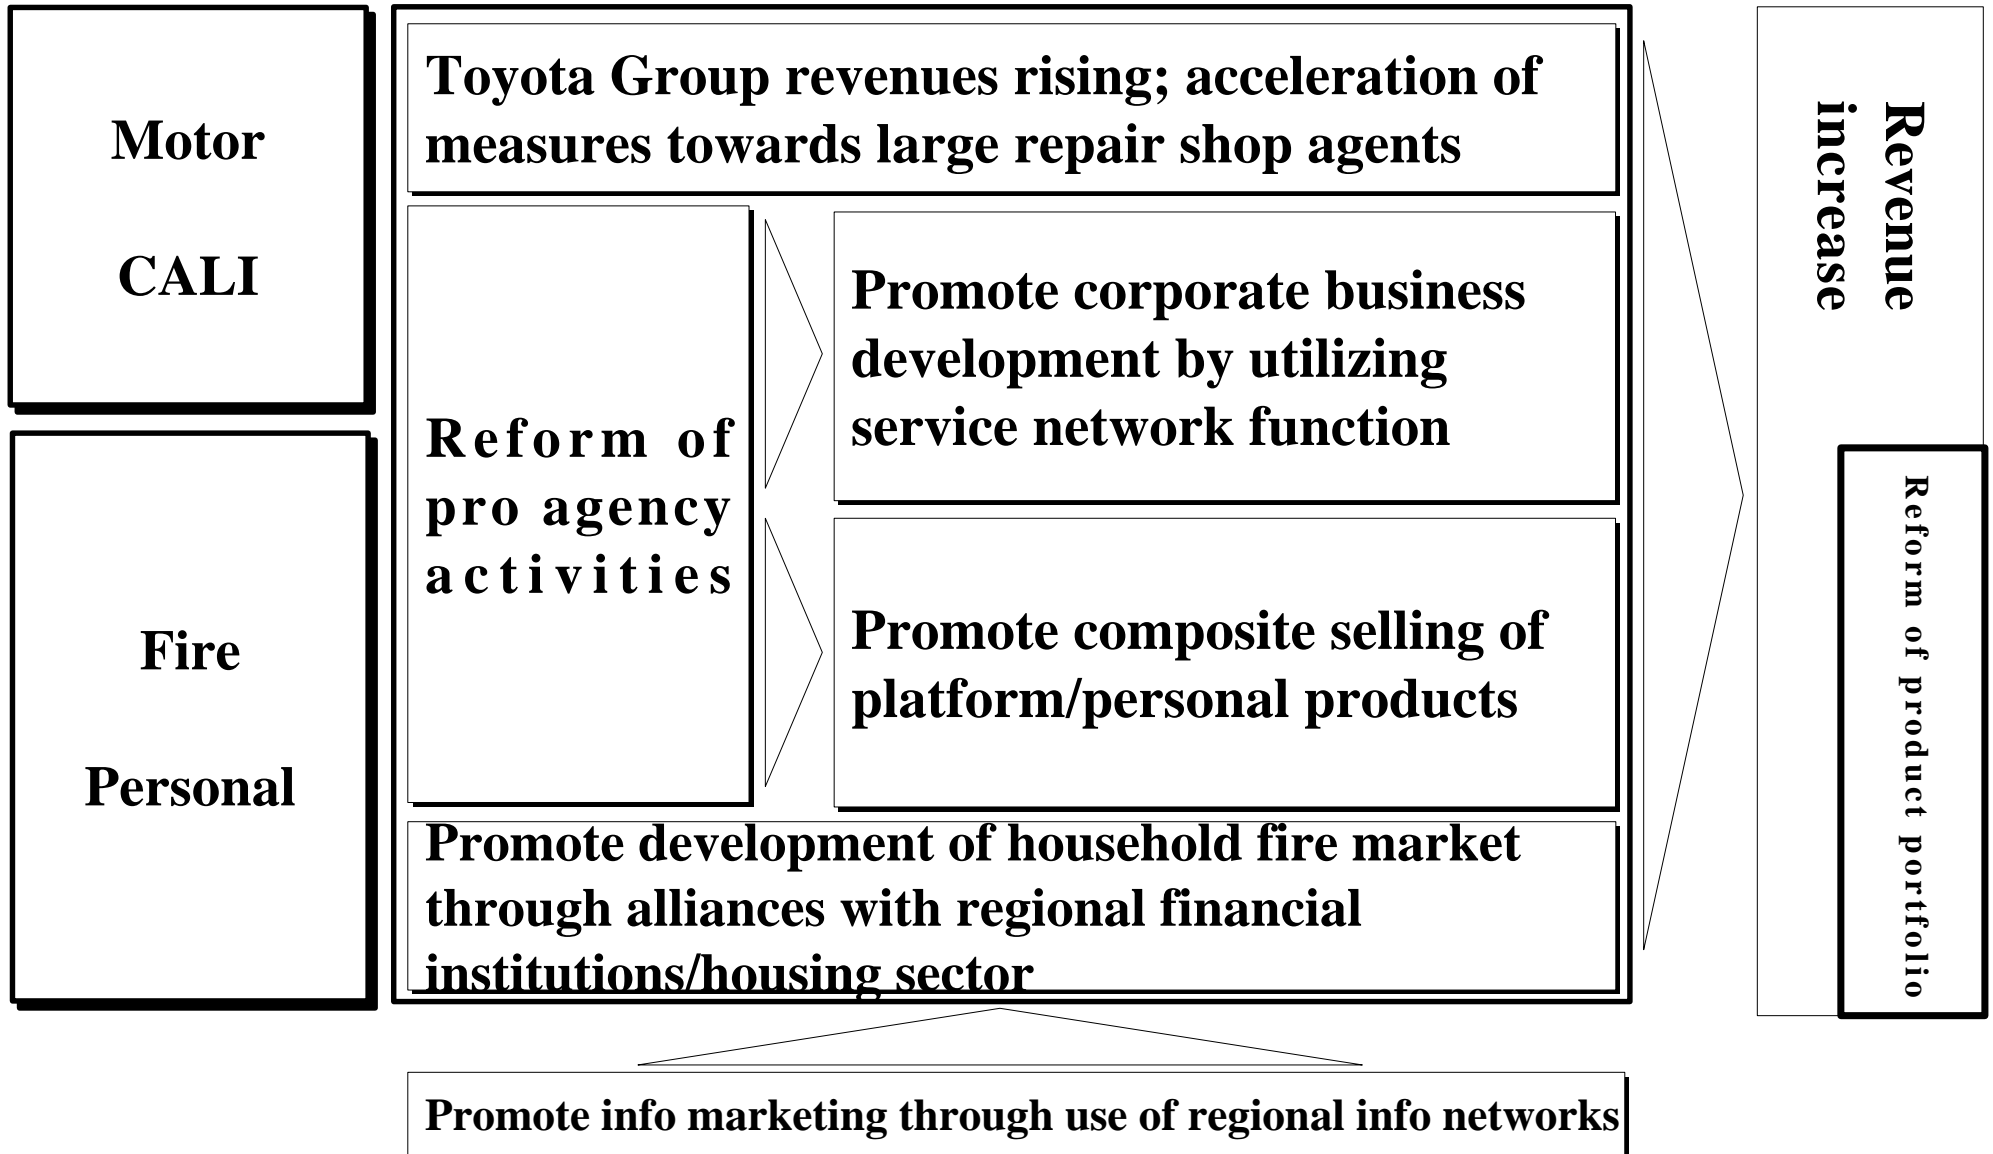 Motor
CALI
Fire
Personal
Toyota Group revenues rising; acceleration of
measures towards large repair shop agents
Reform of
pro agency
activities
Promote corporate business
development by utilizing
service network function
Promote composite selling of
platform/personal products
Promote development of household fire market
through alliances with regional financial
institutions/housing sector
Promote info marketing through use of regional info networks
Revenue
increase
Reform of product portfolio